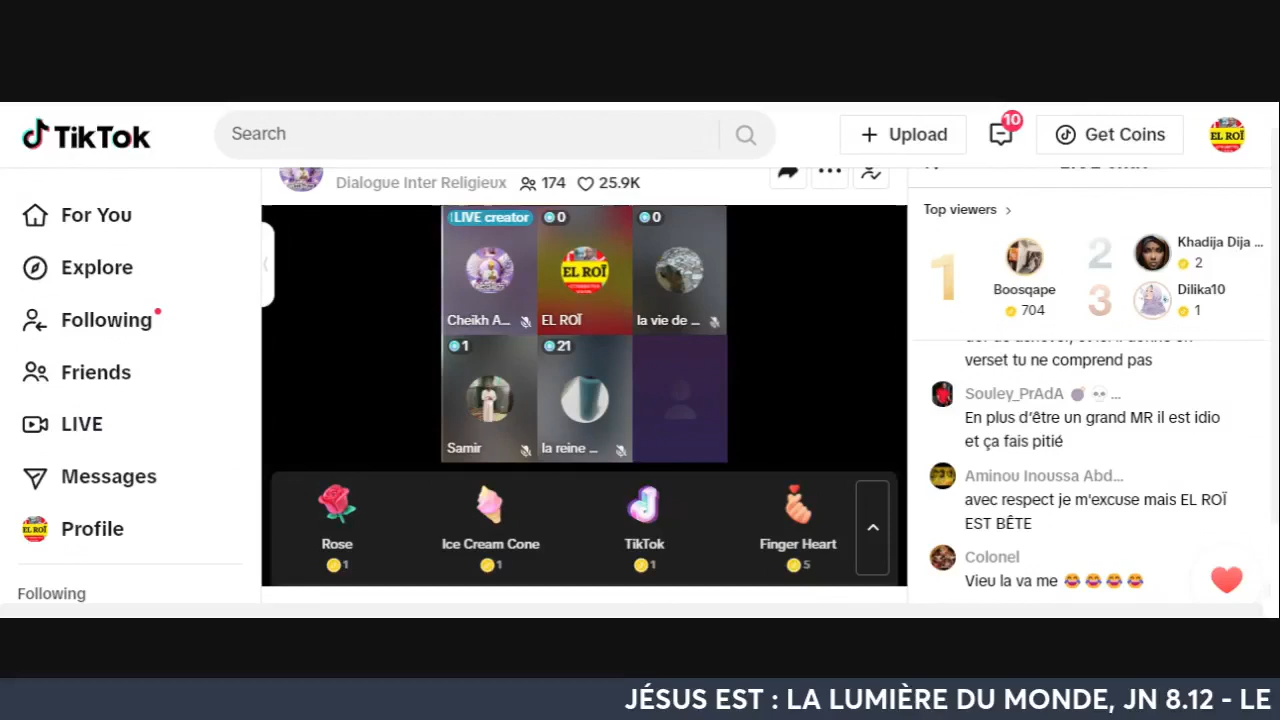 TikTok
Search
Upload
10
Get Coins
EL ROÏ
Dialogue Inter Religieux 174 25.9K
For You
Explore
Following
Friends
LIVE
Messages
EL ROÏ Profile
Following
LIVE creator
Cheikh A...
0
EL ROÏ
EL ROÏ
0
la vie de ...
1
Samir
21
la reine ...
Rose
1
Ice Cream Cone
1
TikTok
1
Finger Heart
5
Top viewers
1
Boosqape
704
2
Khadija Dija ...
2
3
Dilika10
1
verset tu ne comprend pas
Souley_PrAdA 💣 💀 ...
En plus d'être un grand MR il est idio
et ça fais pitié
Aminou Inoussa Abd...
avec respect je m'excuse mais EL ROÏ
EST BÊTE
Colonel
Vieu la va me 😂 😂 😂 😂
JÉSUS EST : LA LUMIÈRE DU MONDE, JN 8.12 - LE